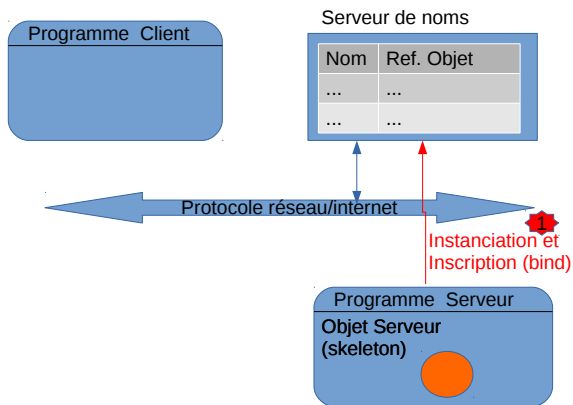 Serveur de noms
Programme Client
Nom Ref. Objet
... ...
... ...
Protocole réseau/internet
1
Instanciation et
Inscription (bind)
Programme Serveur
Objet Serveur
(skeleton)